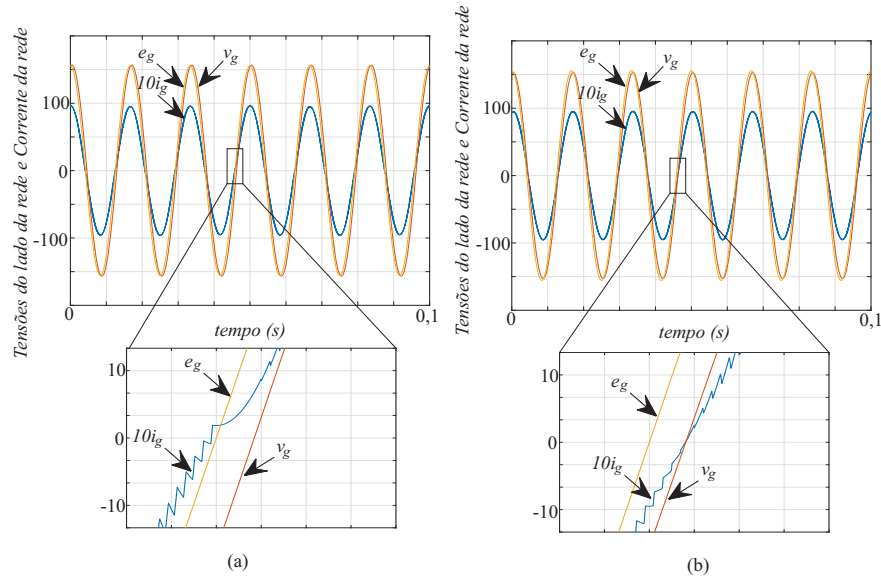 Tensões do lado da rede e Corrente da rede
100
0
-100
e_g
v_g
10i_g
0
0,1
tempo (s)
10
0
-10
e_g
10i_g
v_g
(a)
Tensões do lado da rede e Corrente da rede
100
0
-100
e_g
v_g
10i_g
0
0,1
tempo (s)
10
0
-10
e_g
10i_g
v_g
(b)